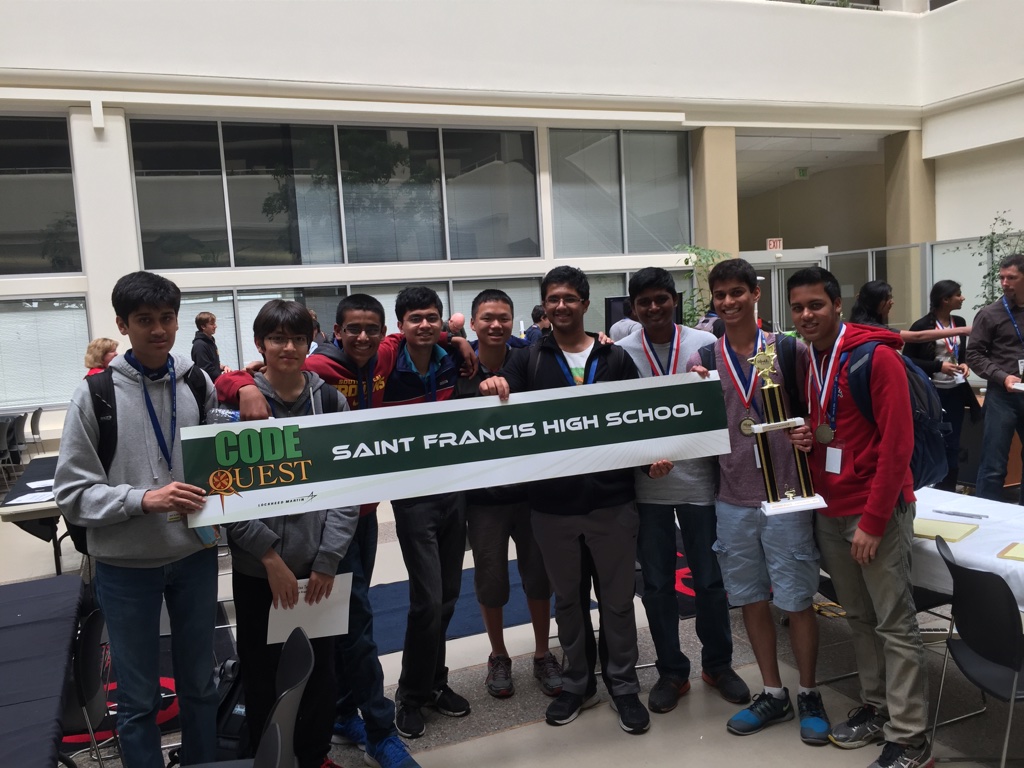 EXIT
CODE
QUEST
SAINT FRANCIS HIGH SCHOOL
LOCKHEED MARTIN